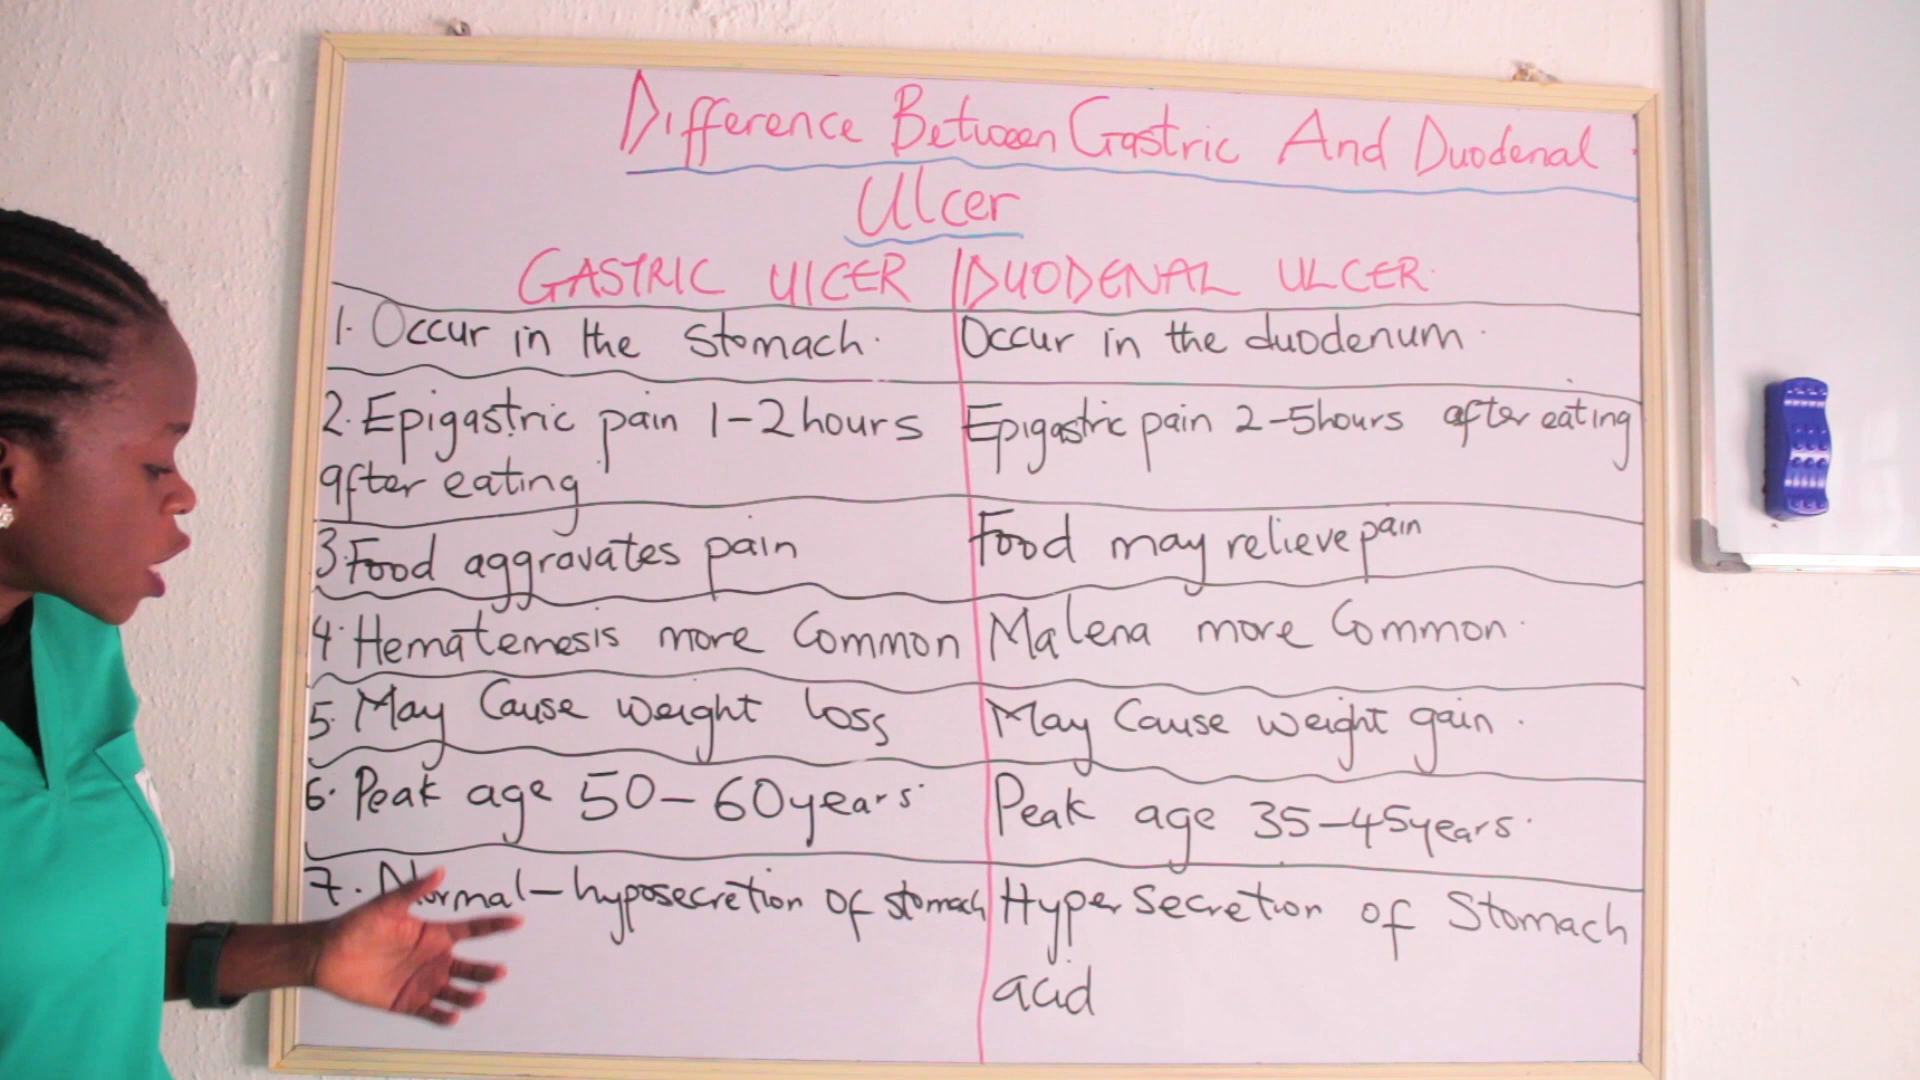 Difference Between Gastric And Duodenal
Ulcer
GASTRIC UlCER | DUODENAL ULCER.
1. Occur in the stomach. Occur in the duodenum.
2. Epigastric pain 1-2 hours Epigastric pain 2-5hours after eating
after eating
3. Food aggravates pain Food may relieve pain
4. Hematemesis more Common Malena more Common.
5. May Cause weight loss May Cause weight gain.
6. Peak age 50-60years. Peak age 35-45years.
7. Normal-hyposecretion of stomach Hyper Secretion of Stomach
acid